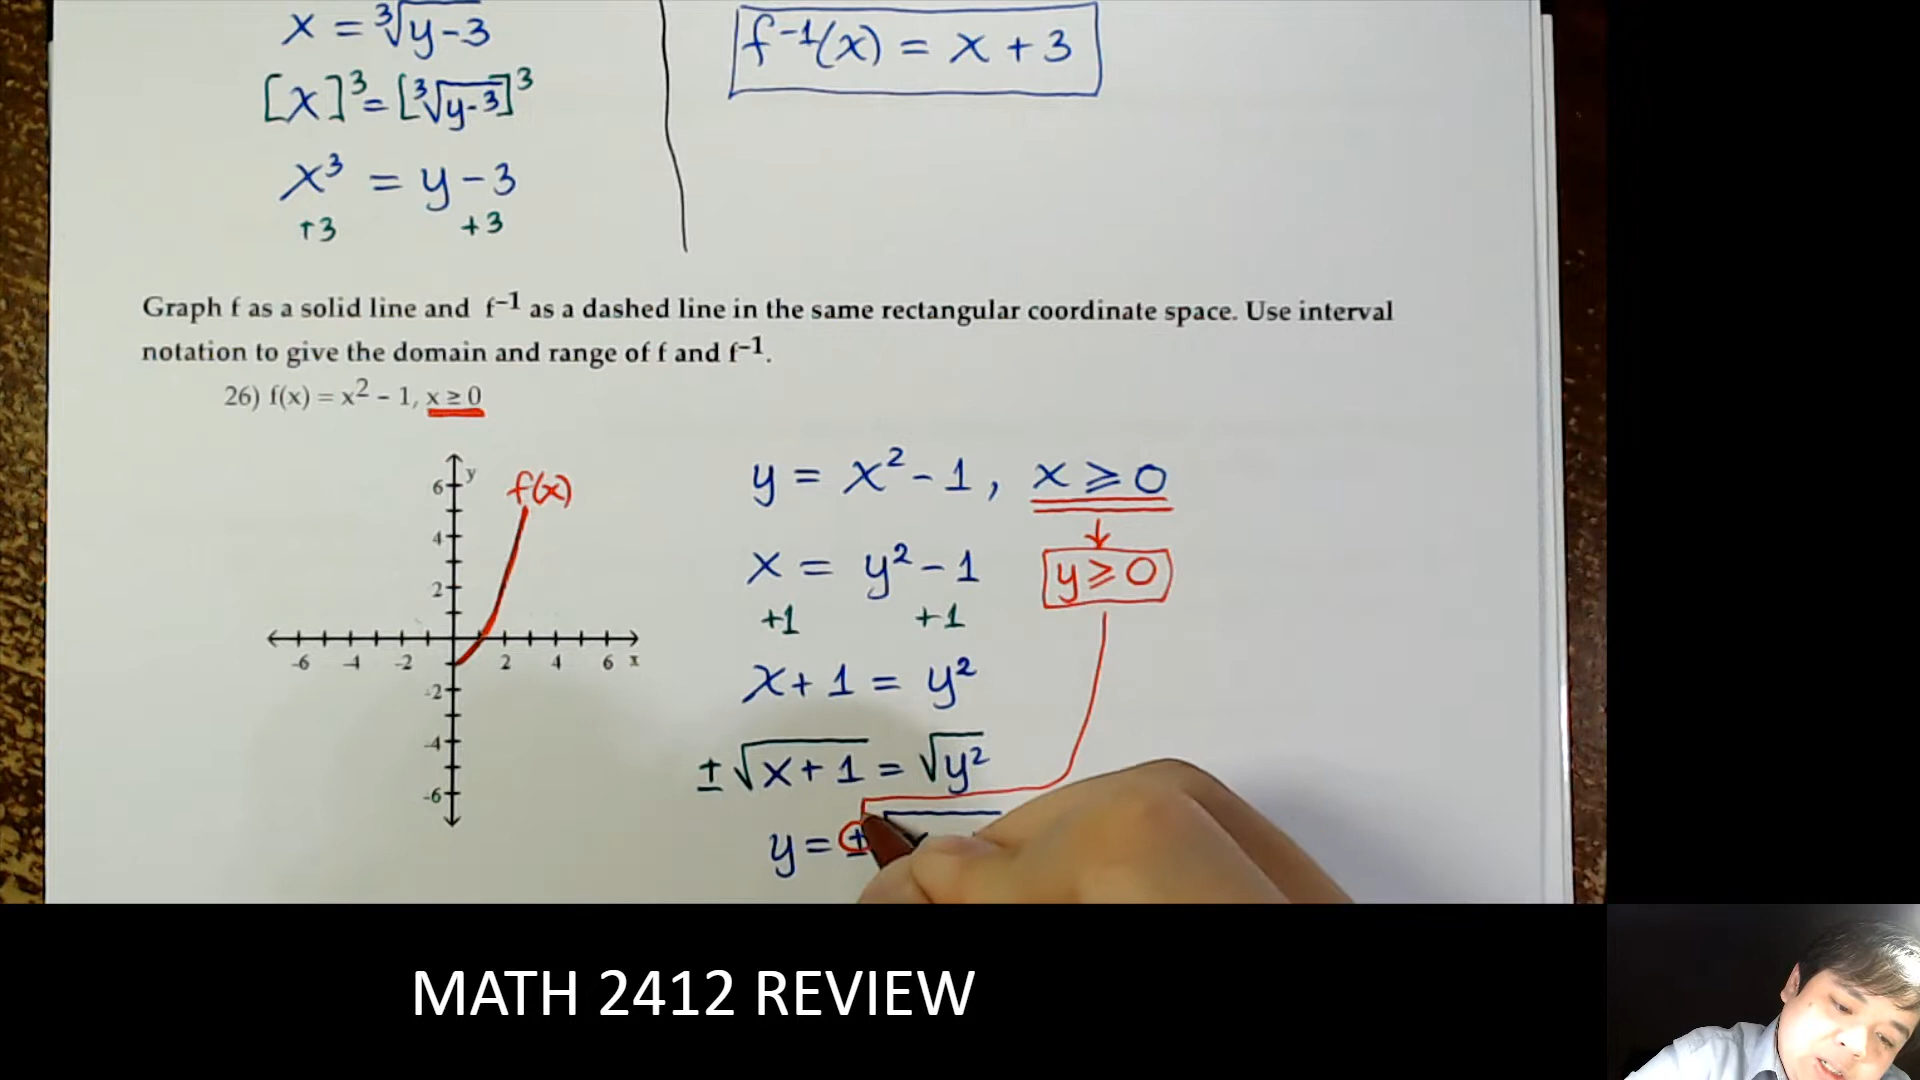 x = ∛y-3
[x]³ = [∛y-3]³
x³ = y - 3
+3 +3
f⁻¹(x) = x + 3
Graph f as a solid line and f⁻¹ as a dashed line in the same rectangular coordinate space. Use interval
notation to give the domain and range of f and f⁻¹.
26) f(x) = x² - 1, x ≥ 0
y
f(x)
6
4
2
-6 -4 -2 2 4 6 x
-2
-4
-6
y = x² - 1, x ⩾ 0
x = y² - 1 y ⩾ 0
+1 +1
x + 1 = y²
±√x + 1 = √y²
y = ±
MATH 2412 REVIEW